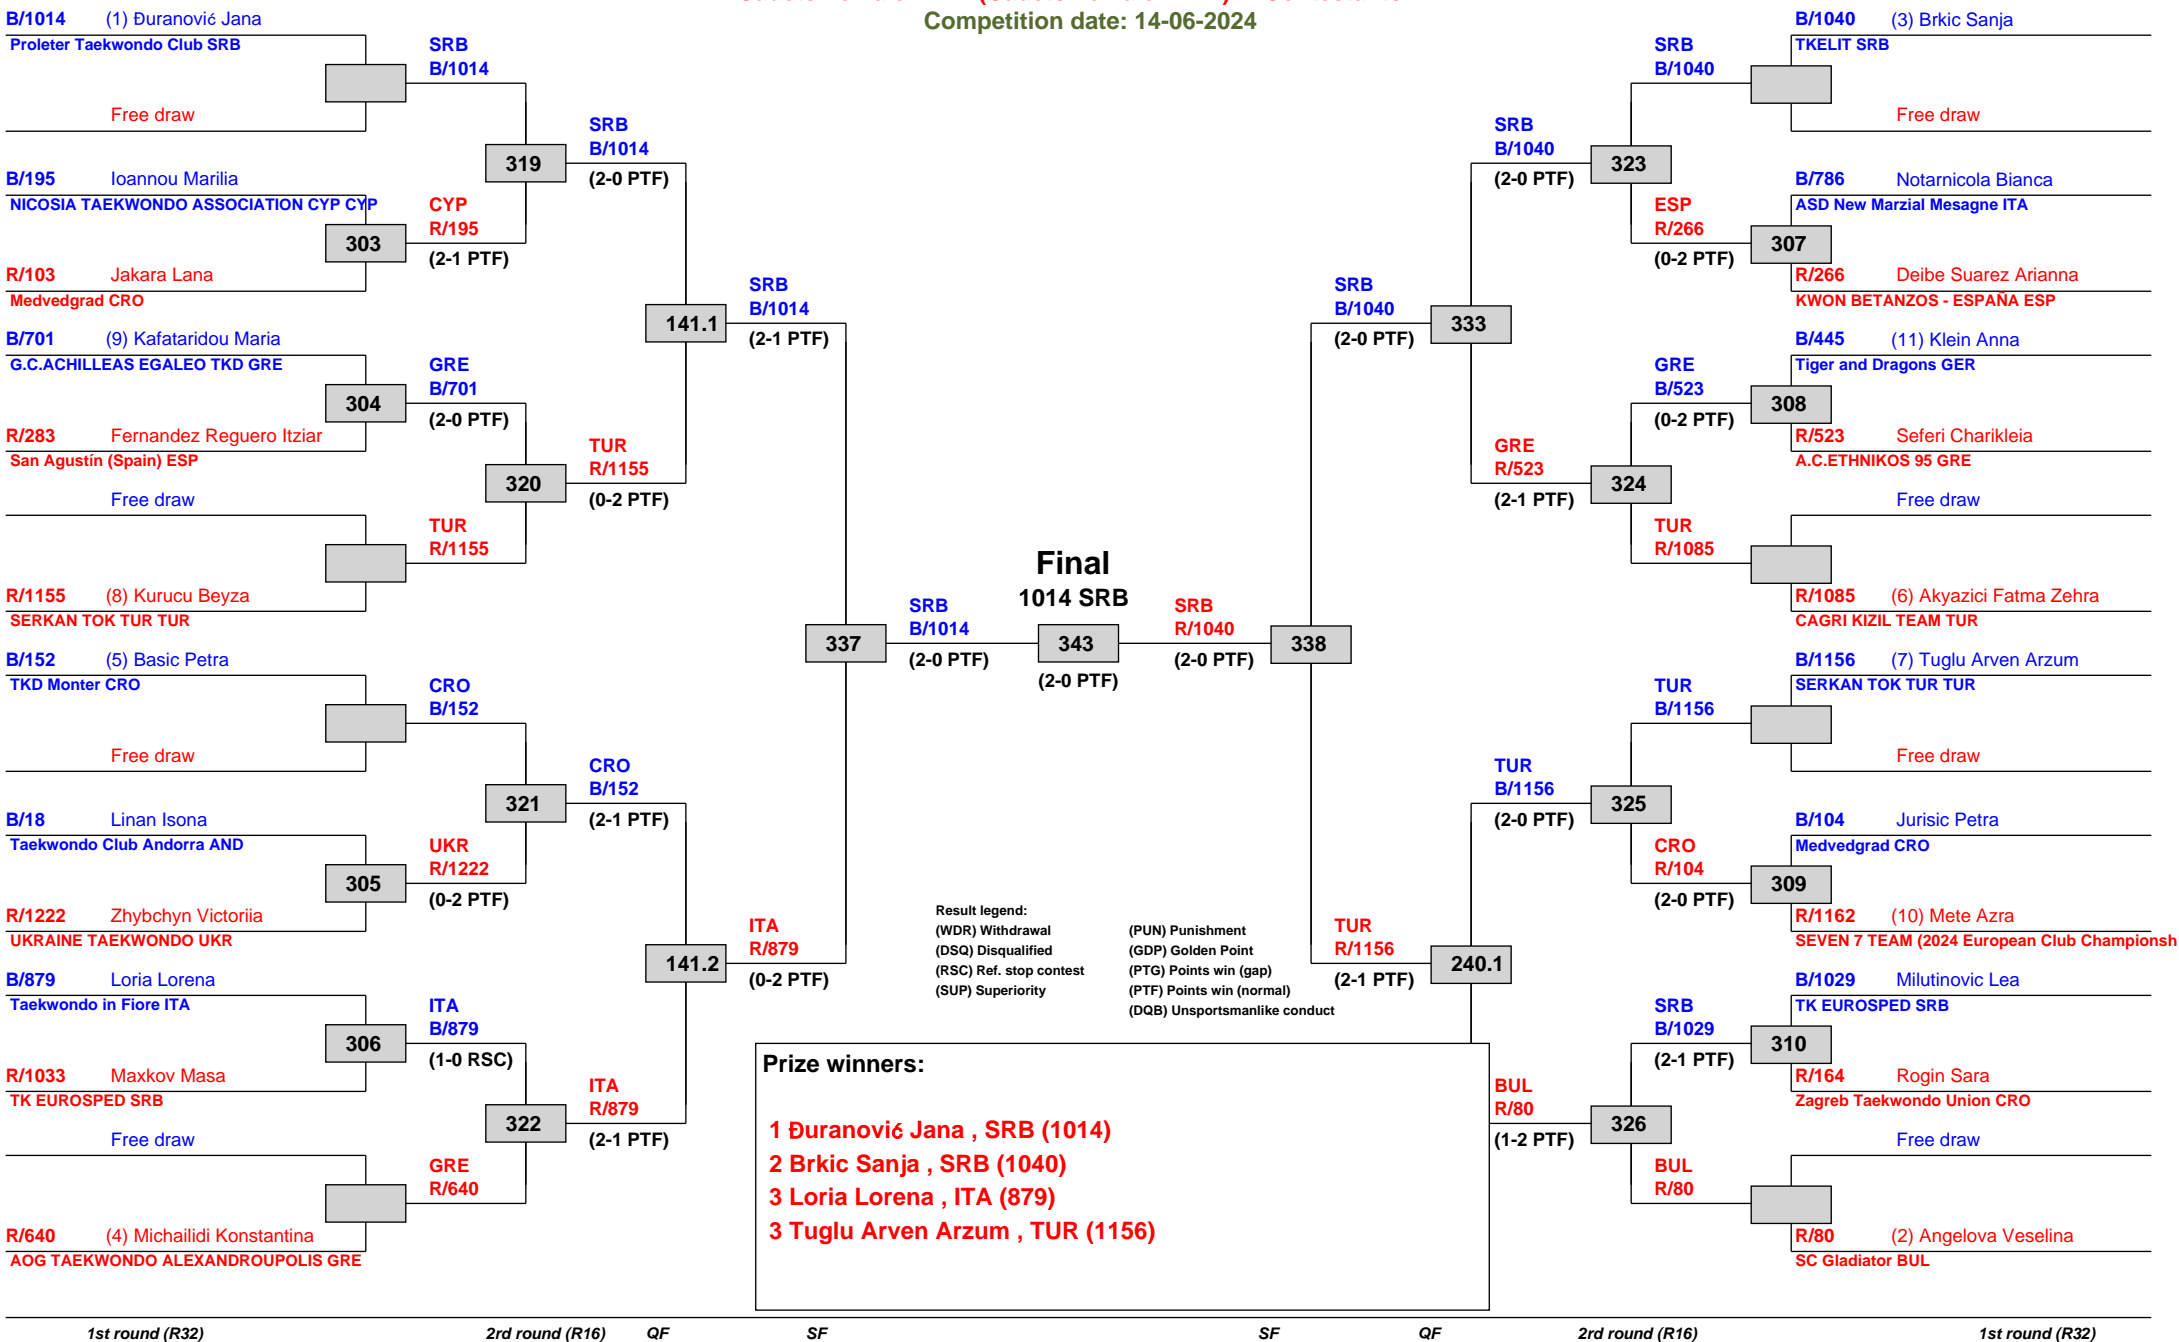 Competition date: 14-06-2024
B/1014 (1) Đuranović Jana
Proleter Taekwondo Club SRB
Free draw
B/195 Ioannou Marilia
NICOSIA TAEKWONDO ASSOCIATION CYP CYP
303
R/103 Jakara Lana
Medvedgrad CRO
B/701 (9) Kafataridou Maria
G.C.ACHILLEAS EGALEO TKD GRE
304
R/283 Fernandez Reguero Itziar
San Agustín (Spain) ESP
Free draw
R/1155 (8) Kurucu Beyza
SERKAN TOK TUR TUR
B/152 (5) Basic Petra
TKD Monter CRO
Free draw
B/18 Linan Isona
Taekwondo Club Andorra AND
305
R/1222 Zhybchyn Victoriia
UKRAINE TAEKWONDO UKR
B/879 Loria Lorena
Taekwondo in Fiore ITA
306
R/1033 Maxkov Masa
TK EUROSPED SRB
Free draw
R/640 (4) Michailidi Konstantina
AOG TAEKWONDO ALEXANDROUPOLIS GRE
SRB
B/1014
319
CYP
R/195
(2-1 PTF)
GRE
B/701
(2-0 PTF)
320
TUR
R/1155
CRO
B/152
321
UKR
R/1222
(0-2 PTF)
ITA
B/879
(1-0 RSC)
322
GRE
R/640
SRB
B/1014
(2-0 PTF)
141.1
TUR
R/1155
(0-2 PTF)
CRO
B/152
(2-1 PTF)
141.2
ITA
R/879
(2-1 PTF)
SRB
B/1014
(2-1 PTF)
337
ITA
R/879
(0-2 PTF)
SRB
B/1014
(2-0 PTF)
Final
1014 SRB
343
(2-0 PTF)
SRB
R/1040
(2-0 PTF)
338
SRB
B/1040
(2-0 PTF)
333
TUR
R/1156
(2-1 PTF)
240.1
SRB
B/1040
(2-0 PTF)
323
GRE
R/523
(2-1 PTF)
324
TUR
B/1156
(2-0 PTF)
325
BUL
R/80
(1-2 PTF)
326
SRB
B/1040
ESP
R/266
(0-2 PTF)
307
GRE
B/523
(0-2 PTF)
308
TUR
R/1085
TUR
B/1156
CRO
R/104
(2-0 PTF)
309
SRB
B/1029
(2-1 PTF)
310
BUL
R/80
B/1040 (3) Brkic Sanja
TKELIT SRB
Free draw
B/786 Notarnicola Bianca
ASD New Marzial Mesagne ITA
R/266 Deibe Suarez Arianna
KWON BETANZOS - ESPAÑA ESP
B/445 (11) Klein Anna
Tiger and Dragons GER
R/523 Seferi Charikleia
A.C.ETHNIKOS 95 GRE
Free draw
R/1085 (6) Akyazici Fatma Zehra
CAGRI KIZIL TEAM TUR
B/1156 (7) Tuglu Arven Arzum
SERKAN TOK TUR TUR
Free draw
B/104 Jurisic Petra
Medvedgrad CRO
R/1162 (10) Mete Azra
SEVEN 7 TEAM (2024 European Club Championsh
B/1029 Milutinovic Lea
TK EUROSPED SRB
R/164 Rogin Sara
Zagreb Taekwondo Union CRO
Free draw
R/80 (2) Angelova Veselina
SC Gladiator BUL
Result legend:
(WDR) Withdrawal
(DSQ) Disqualified
(RSC) Ref. stop contest
(SUP) Superiority
(PUN) Punishment
(GDP) Golden Point
(PTG) Points win (gap)
(PTF) Points win (normal)
(DQB) Unsportsmanlike conduct
Prize winners:
1 Đuranović Jana , SRB (1014)
2 Brkic Sanja , SRB (1040)
3 Loria Lorena , ITA (879)
3 Tuglu Arven Arzum , TUR (1156)
1st round (R32) 2rd round (R16) QF SF SF QF 2rd round (R16) 1st round (R32)